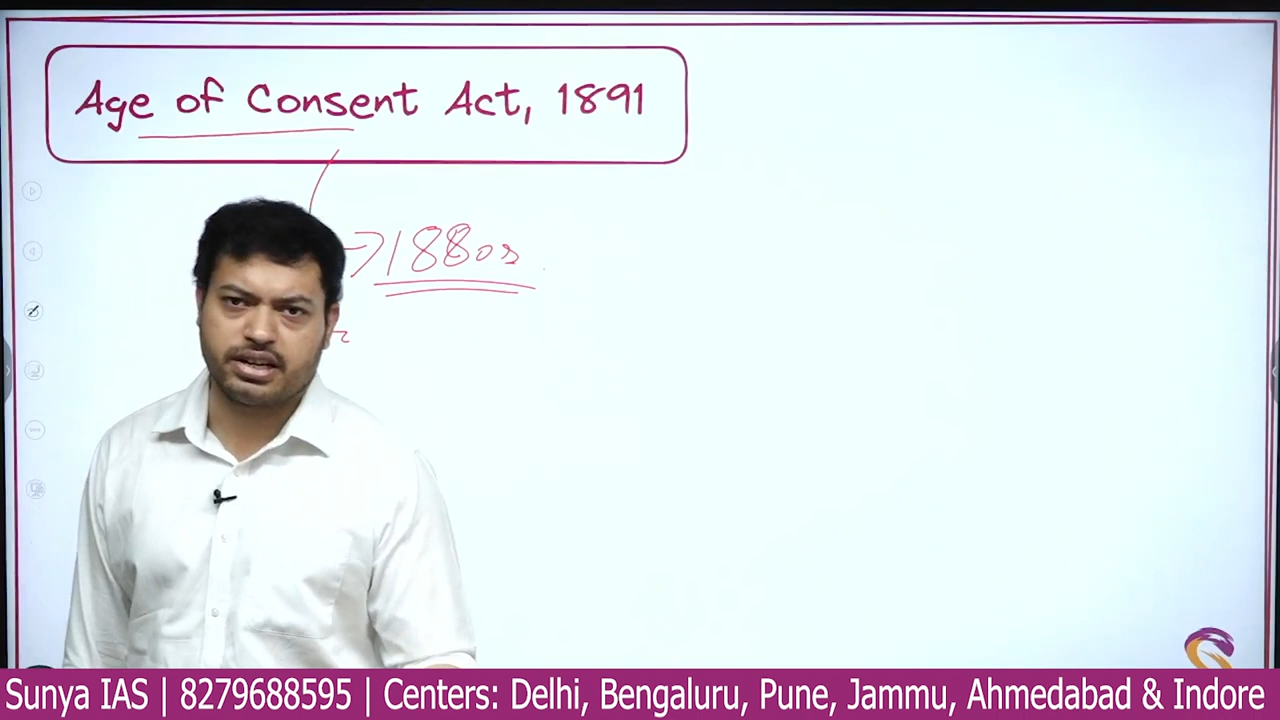 Age of Consent Act, 1891
1880s
Sunya IAS | 8279688595 | Centers: Delhi, Bengaluru, Pune, Jammu, Ahmedabad & Indore